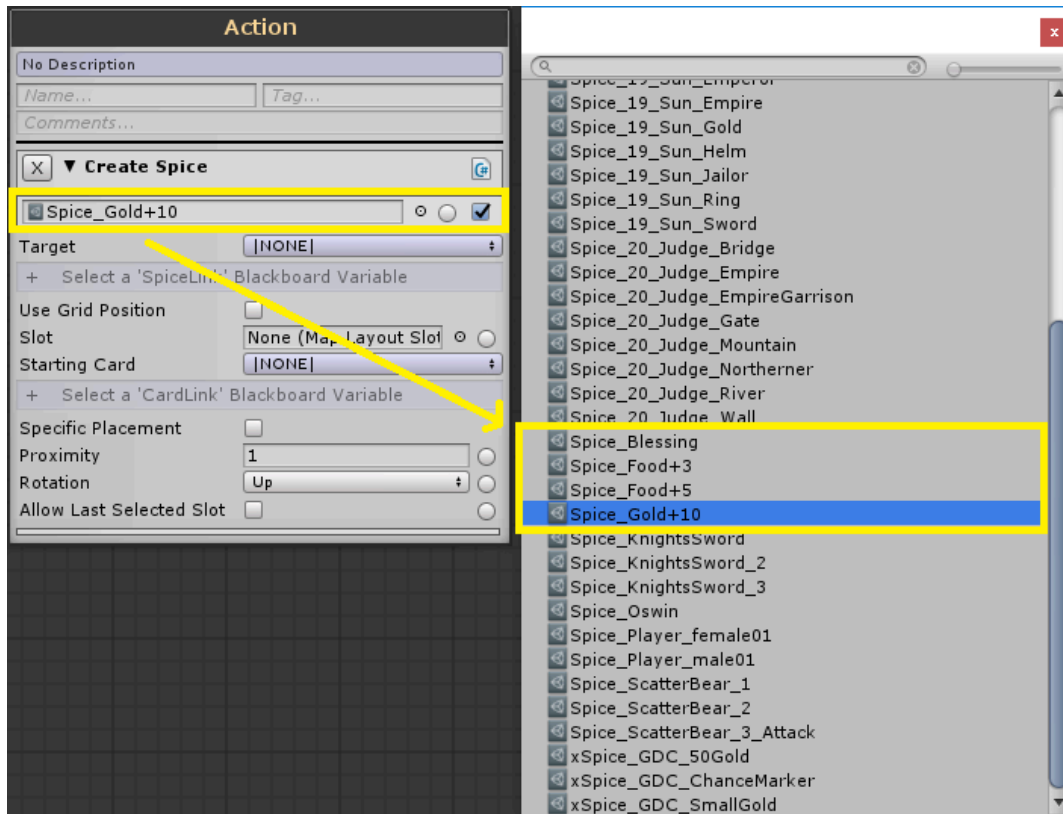 Action
No Description
Name... Tag...
Comments...
X ▼ Create Spice C#
Spice_Gold+10
Target |NONE|
+ Select a 'SpiceLink' Blackboard Variable
Use Grid Position
Slot None (Map Layout Slot
Starting Card |NONE|
+ Select a 'CardLink' Blackboard Variable
Specific Placement
Proximity 1
Rotation Up
Allow Last Selected Slot
x
Spice_19_Sun_Emperor
Spice_19_Sun_Empire
Spice_19_Sun_Gold
Spice_19_Sun_Helm
Spice_19_Sun_Jailor
Spice_19_Sun_Ring
Spice_19_Sun_Sword
Spice_20_Judge_Bridge
Spice_20_Judge_Empire
Spice_20_Judge_EmpireGarrison
Spice_20_Judge_Gate
Spice_20_Judge_Mountain
Spice_20_Judge_Northerner
Spice_20_Judge_River
Spice_20_Judge_Wall
Spice_Blessing
Spice_Food+3
Spice_Food+5
Spice_Gold+10
Spice_KnightsSword
Spice_KnightsSword_2
Spice_KnightsSword_3
Spice_Oswin
Spice_Player_female01
Spice_Player_male01
Spice_ScatterBear_1
Spice_ScatterBear_2
Spice_ScatterBear_3_Attack
xSpice_GDC_50Gold
xSpice_GDC_ChanceMarker
xSpice_GDC_SmallGold